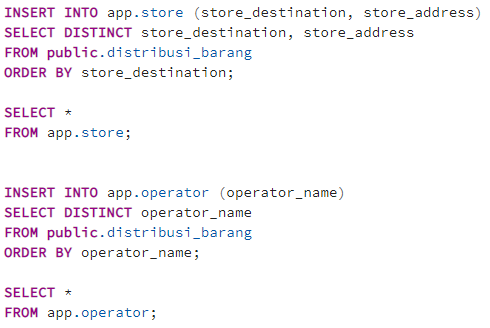 INSERT INTO app.store (store_destination, store_address)
SELECT DISTINCT store_destination, store_address
FROM public.distribusi_barang
ORDER BY store_destination;
SELECT *
FROM app.store;
INSERT INTO app.operator (operator_name)
SELECT DISTINCT operator_name
FROM public.distribusi_barang
ORDER BY operator_name;
SELECT *
FROM app.operator;